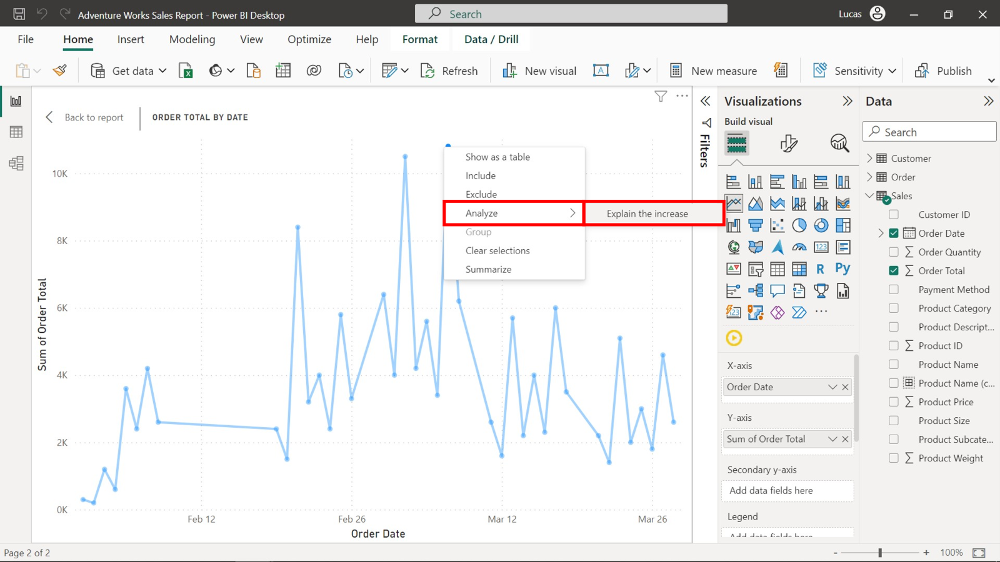 Adventure Works Sales Report - Power BI Desktop
Search
Lucas
File
Home
Insert
Modeling
View
Optimize
Help
Format
Data / Drill
Get data
Refresh
New visual
New measure
Sensitivity
Publish
Back to report
ORDER TOTAL BY DATE
Sum of Order Total
10K
8K
6K
4K
2K
0K
Feb 12
Feb 26
Mar 12
Mar 26
Order Date
Show as a table
Include
Exclude
Analyze
Explain the increase
Group
Clear selections
Summarize
Filters
Visualizations
Build visual
123
R
Py
123
X-axis
Order Date
Y-axis
Sum of Order Total
Secondary y-axis
Add data fields here
Legend
Add data fields here
Data
Search
Customer
Order
Sales
Customer ID
Order Date
Order Quantity
Order Total
Payment Method
Product Category
Product Descript...
Product ID
Product Name
Product Name (c...
Product Price
Product Size
Product Subcate...
Product Weight
Page 2 of 2
- + 100%